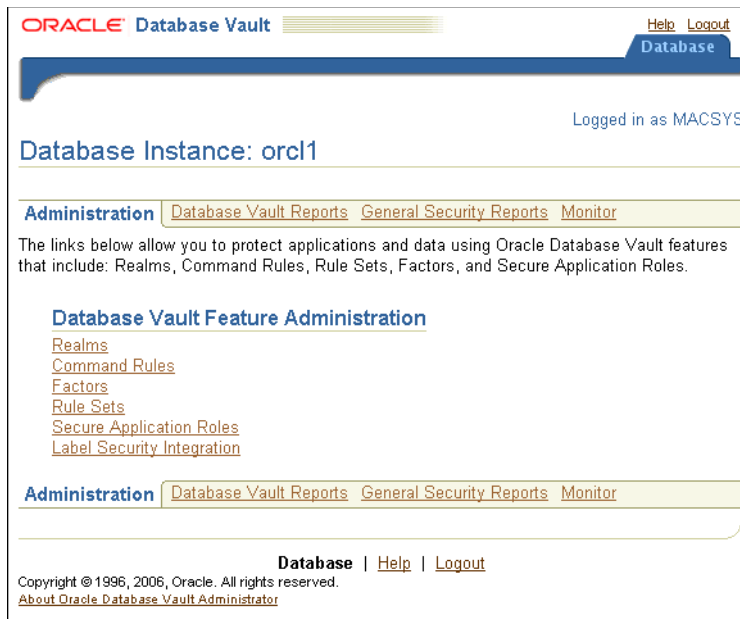 ORACLE Database Vault
Help Logout
Database
Logged in as MACSYS
Database Instance: orcl1
Administration Database Vault Reports General Security Reports Monitor
The links below allow you to protect applications and data using Oracle Database Vault features
that include: Realms, Command Rules, Rule Sets, Factors, and Secure Application Roles.
Database Vault Feature Administration
Realms
Command Rules
Factors
Rule Sets
Secure Application Roles
Label Security Integration
Administration Database Vault Reports General Security Reports Monitor
Database | Help | Logout
Copyright © 1996, 2006, Oracle. All rights reserved.
About Oracle Database Vault Administrator